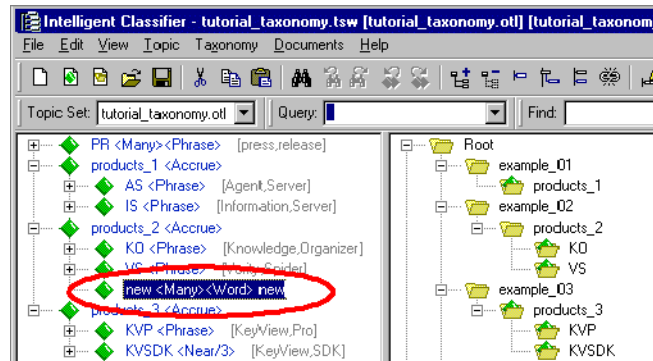 Intelligent Classifier - tutorial_taxonomy.tsw [tutorial_taxonomy.otl] [tutorial_taxonom
File Edit View Topic Taxonomy Documents Help
Topic Set: tutorial_taxonomy.otl Query: Find:
PR <Many><Phrase> [press,release]
products_1 <Accrue>
AS <Phrase> [Agent,Server]
IS <Phrase> [Information,Server]
products_2 <Accrue>
KO <Phrase> [Knowledge,Organizer]
VS <Phrase> [Verity,Spider]
new <Many><Word> new
products_3 <Accrue>
KVP <Phrase> [KeyView,Pro]
KVSDK <Near/3> [KeyView,SDK]
Root
example_01
products_1
example_02
products_2
KO
VS
example_03
products_3
KVP
KVSDK